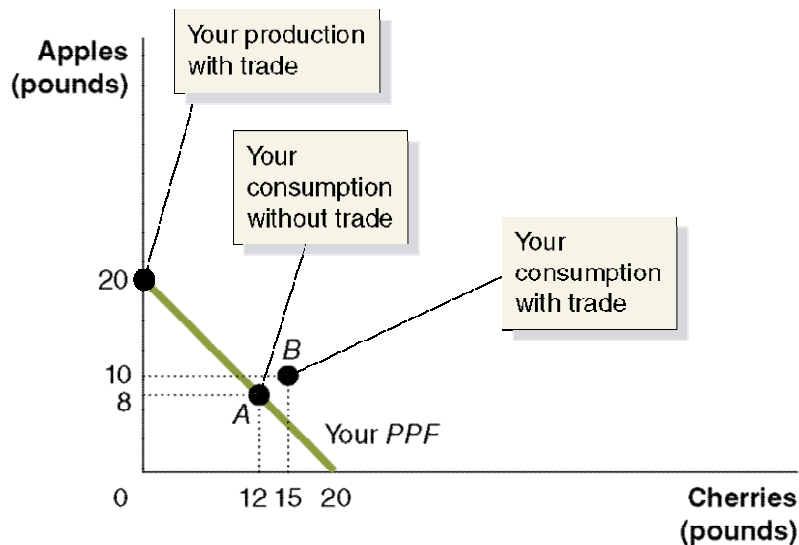 Apples
(pounds)
Your production
with trade
Your
consumption
without trade
Your
consumption
with trade
20
B
10
8
A
Your PPF
0
12 15 20
Cherries
(pounds)